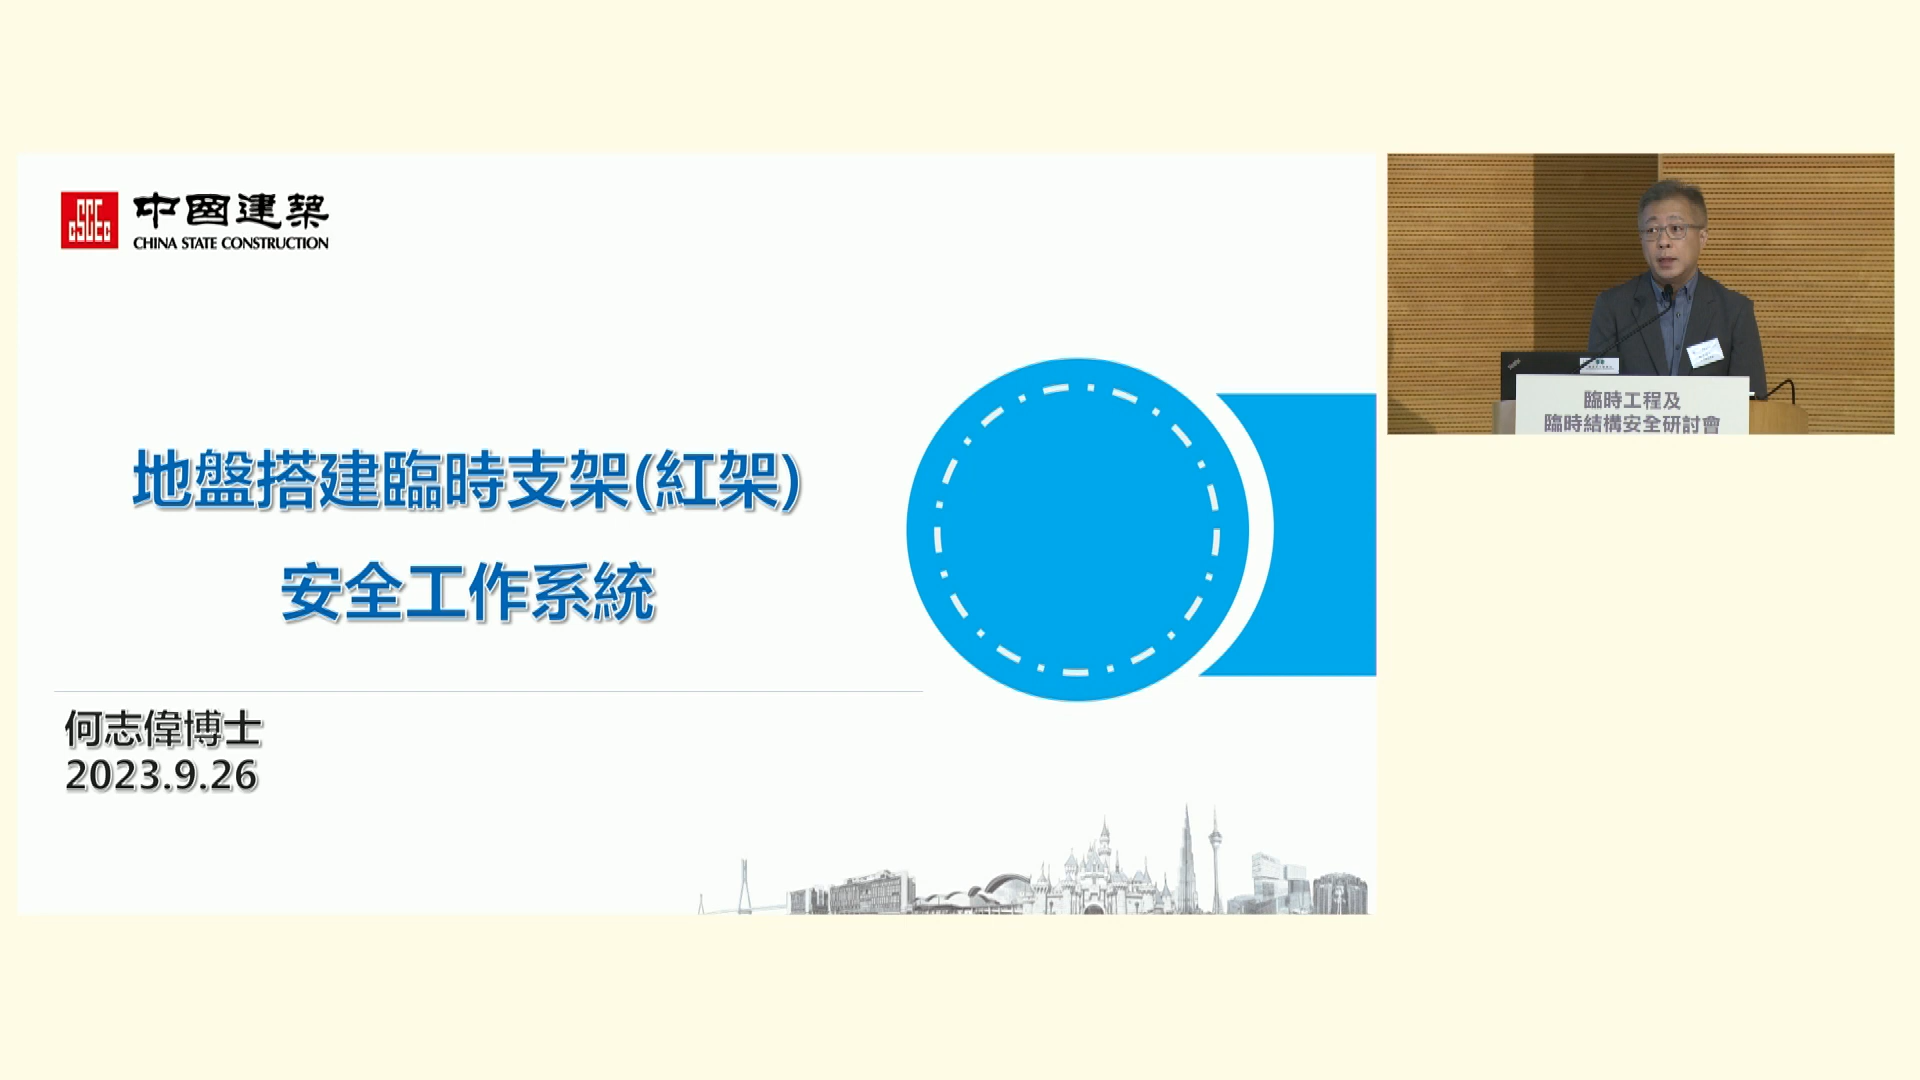 中國建築
CHINA STATE CONSTRUCTION
地盤搭建臨時支架(紅架)
安全工作系統
何志偉博士
2023.9.26
臨時工程及
臨時結構安全研討會